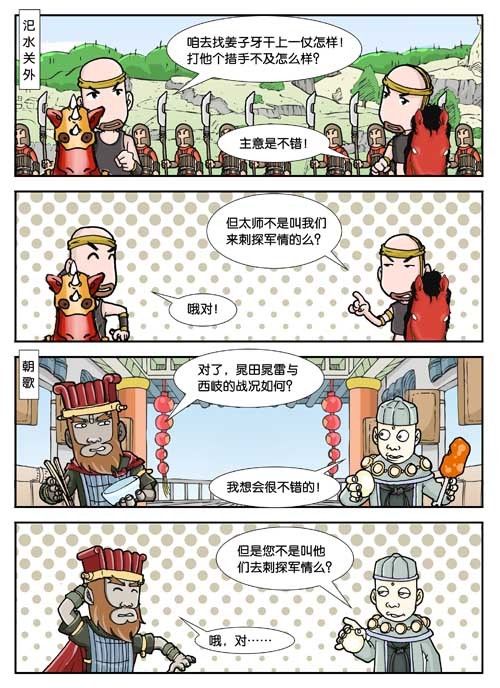 汜水关外
咱去找姜子牙干上一仗怎样!
打他个措手不及怎么样?
主意是不错!
但太师不是叫我们
来刺探军情的么?
哦对!
朝歌
对了,晃田晃雷与
西岐的战况如何?
我想会很不错的!
但是您不是叫他
们去刺探军情么?
哦,对……